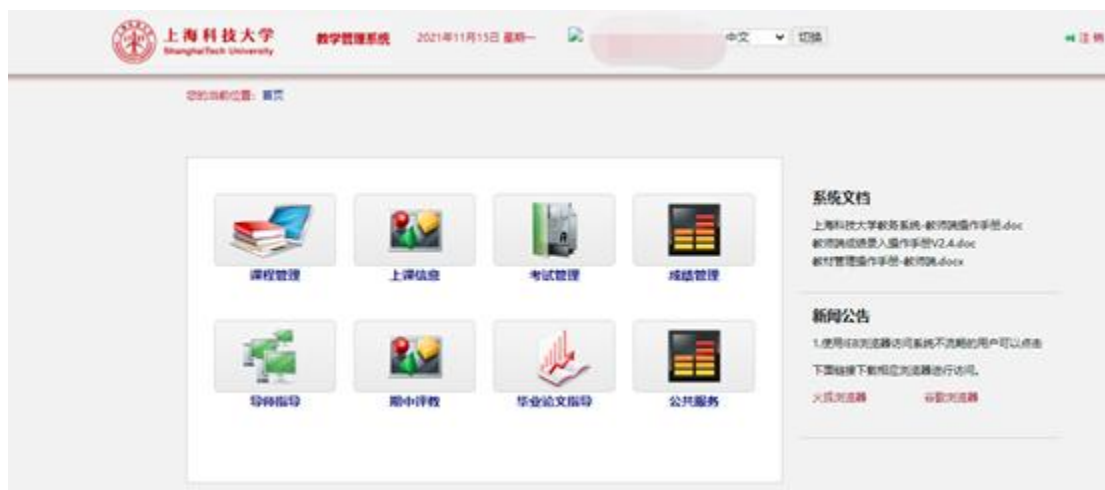 上海科技大学
ShanghaiTech University
教学管理系统 2021年11月15日 星期一 中文 切换 注销
您的当前位置：首页
课程管理 上课信息 考试管理 成绩管理
导师指导 期中评教 毕业论文指导 公共服务
系统文档
上海科技大学教务系统-教师端操作手册.doc
教师端成绩录入操作手册V2.4.doc
教材管理操作手册-教师端.docx
新闻公告
1.使用IE8浏览器访问系统不流畅的用户可以点击
下面链接下载相应浏览器进行访问。
火狐浏览器 谷歌浏览器